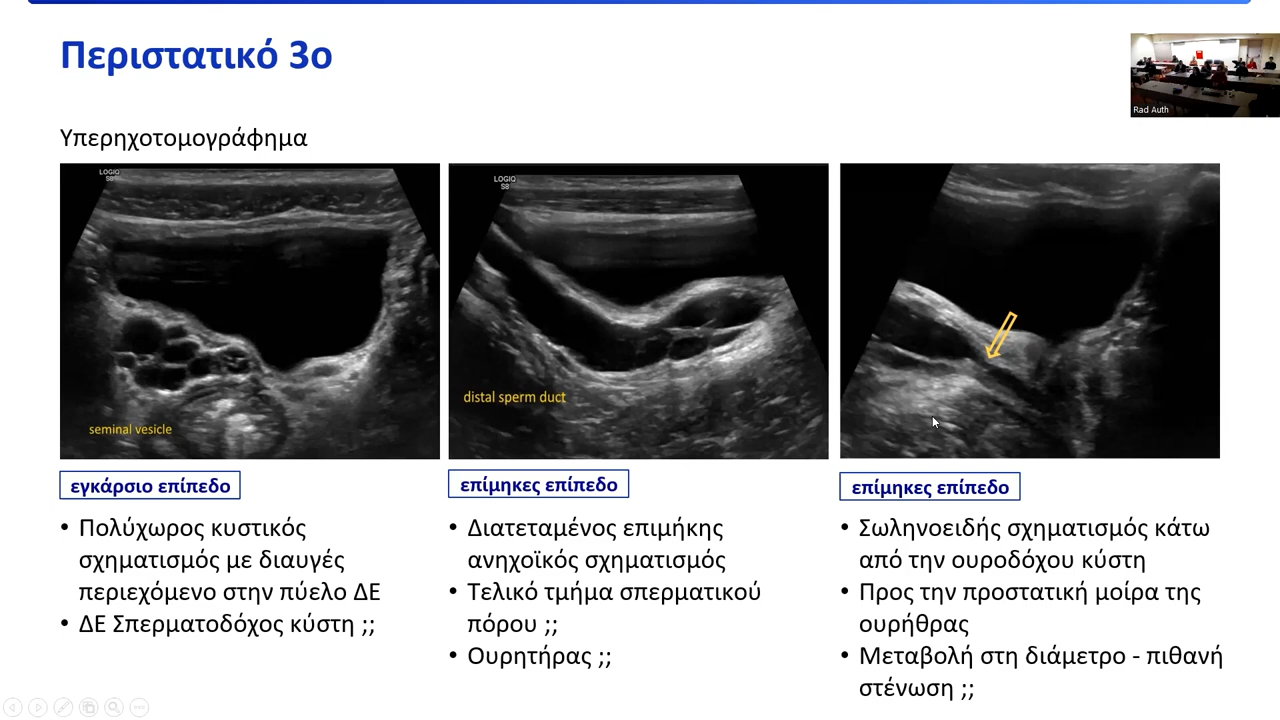 Περιστατικό 3ο
Rad Auth
Υπερηχοτομογράφημα
LOGIQ
S8
seminal vesicle
LOGIQ
S8
distal sperm duct
εγκάρσιο επίπεδο
• Πολύχωρος κυστικός
σχηματισμός με διαυγές
περιεχόμενο στην πύελο ΔΕ
• ΔΕ Σπερματοδόχος κύστη ;;
επίμηκες επίπεδο
• Διατεταμένος επιμήκης
ανηχοϊκός σχηματισμός
• Τελικό τμήμα σπερματικού
πόρου ;;
• Ουρητήρας ;;
επίμηκες επίπεδο
• Σωληνοειδής σχηματισμός κάτω
από την ουροδόχου κύστη
• Προς την προστατική μοίρα της
ουρήθρας
• Μεταβολή στη διάμετρο - πιθανή
στένωση ;;